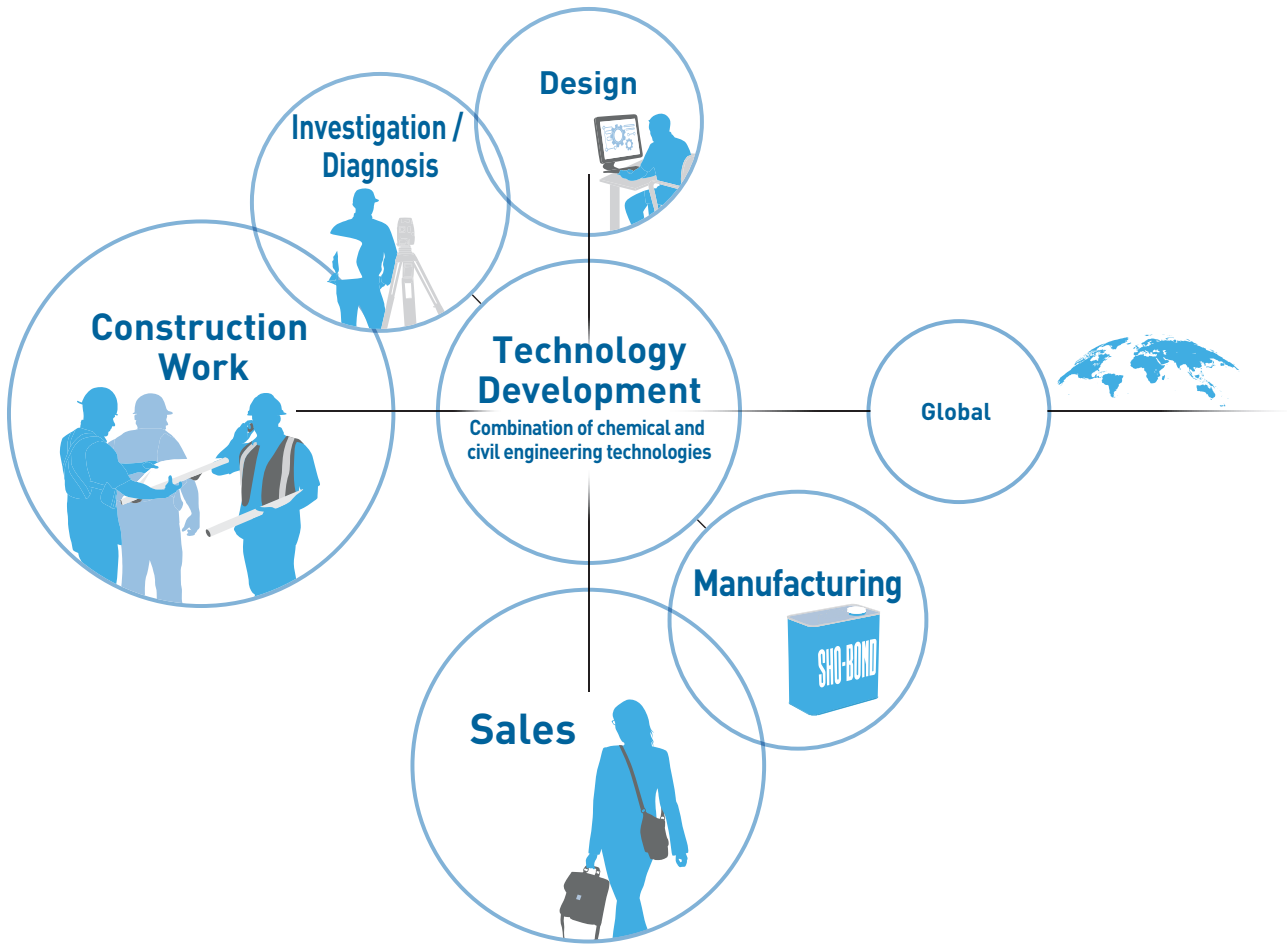 Design
Investigation /
Diagnosis
Construction
Work
Technology
Development
Combination of chemical and
civil engineering technologies
Global
Manufacturing
SHO-BOND
Sales